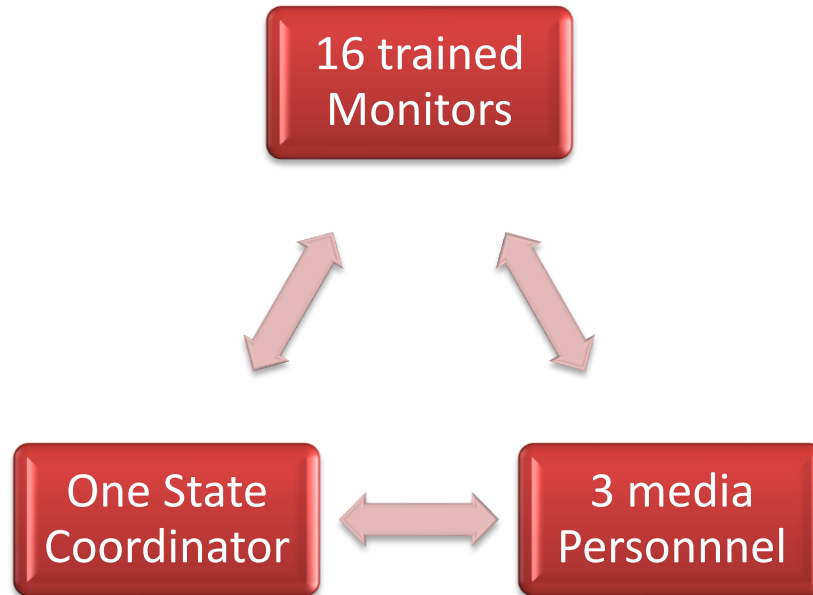 16 trained
Monitors
One State
Coordinator
3 media
Personnnel